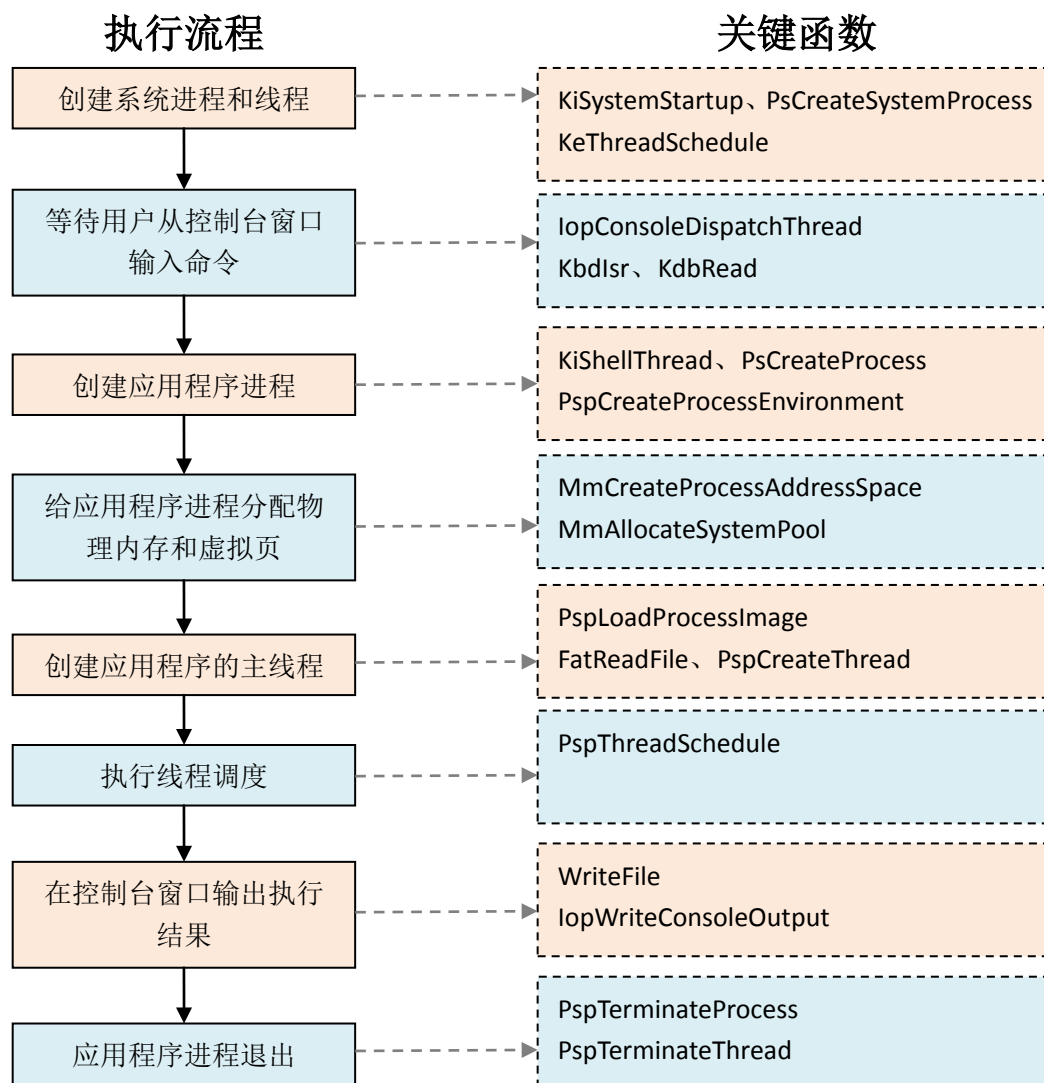 执行流程
关键函数
创建系统进程和线程
KiSystemStartup、PsCreateSystemProcess
KeThreadSchedule
等待用户从控制台窗口
输入命令
IopConsoleDispatchThread
KbdIsr、KdbRead
创建应用程序进程
KiShellThread、PsCreateProcess
PspCreateProcessEnvironment
给应用程序进程分配物
理内存和虚拟页
MmCreateProcessAddressSpace
MmAllocateSystemPool
创建应用程序的主线程
PspLoadProcessImage
FatReadFile、PspCreateThread
执行线程调度
PspThreadSchedule
在控制台窗口输出执行
结果
WriteFile
IopWriteConsoleOutput
应用程序进程退出
PspTerminateProcess
PspTerminateThread